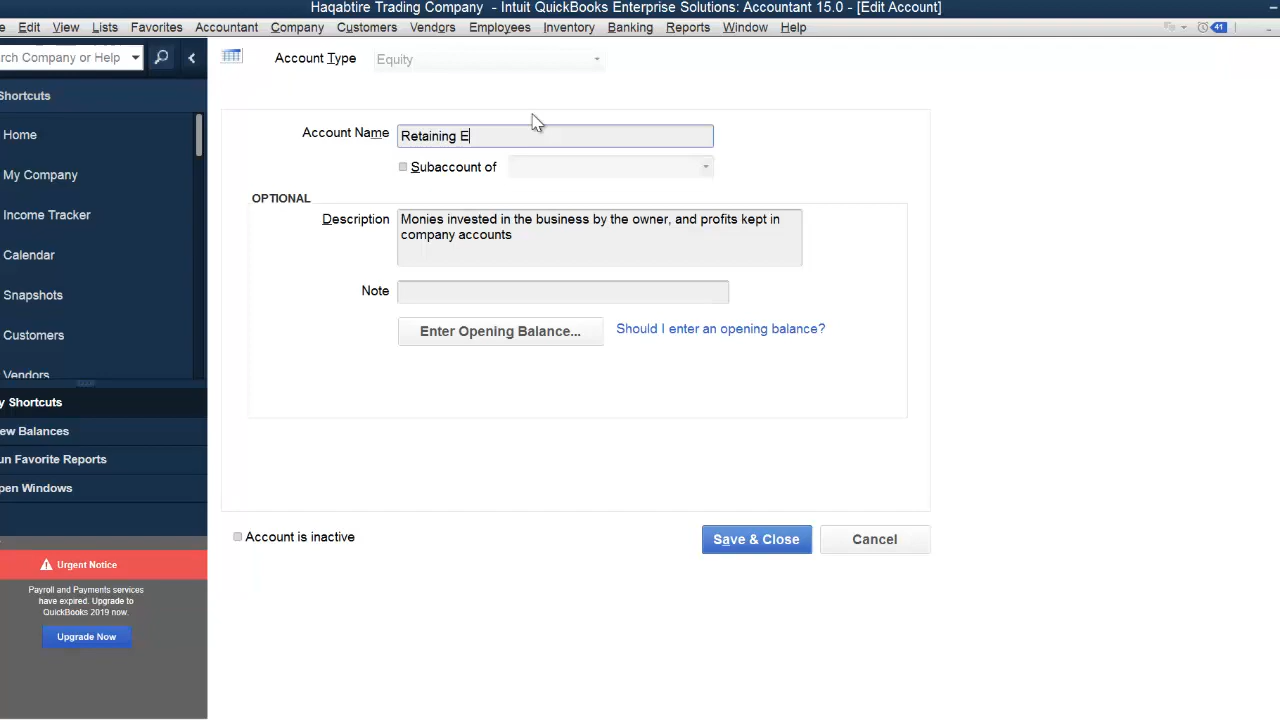 Haqabtire Trading Company - Intuit QuickBooks Enterprise Solutions: Accountant 15.0 - [Edit Account]
e Edit View Lists Favorites Accountant Company Customers Vendors Employees Inventory Banking Reports Window Help
41
rch Company or Help
Account Type Equity
Shortcuts
Home
My Company
Income Tracker
Calendar
Snapshots
Customers
Vendors
y Shortcuts
ew Balances
un Favorite Reports
pen Windows
Urgent Notice
Payroll and Payments services
have expired. Upgrade to
QuickBooks 2019 now.
Upgrade Now
Account Name Retaining E
Subaccount of
OPTIONAL
Description Monies invested in the business by the owner, and profits kept in
company accounts
Note
Enter Opening Balance... Should I enter an opening balance?
Account is inactive
Save & Close Cancel